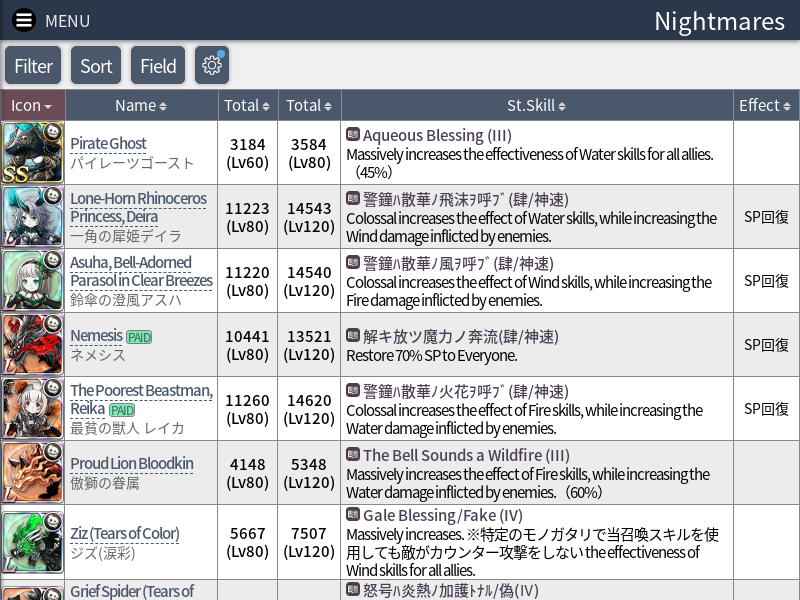 MENU
Nightmares
Filter
Sort
Field
Icon
Name
Total
Total
St.Skill
Effect
SS
Pirate Ghost
パイレーツゴースト
3184
(Lv60)
3584
(Lv80)
Aqueous Blessing (III)
Massively increases the effectiveness of Water skills for all allies.
（45%）
L
Lone-Horn Rhinoceros
Princess, Deira
一角の犀姫デイラ
11223
(Lv80)
14543
(Lv120)
警鐘ﾊ散華ﾉ飛沫ｦ呼ﾌﾞ(肆/神速)
Colossal increases the effect of Water skills, while increasing the
Wind damage inflicted by enemies.
SP回復
L
Asuha, Bell-Adorned
Parasol in Clear Breezes
鈴傘の澄風アスハ
11220
(Lv80)
14540
(Lv120)
警鐘ﾊ散華ﾉ風ｦ呼ﾌﾞ(肆/神速)
Colossal increases the effect of Wind skills, while increasing the
Fire damage inflicted by enemies.
SP回復
L
Nemesis PAID
ネメシス
10441
(Lv80)
13521
(Lv120)
解キ放ツ魔力ノ奔流(肆/神速)
Restore 70% SP to Everyone.
SP回復
L
The Poorest Beastman,
Reika PAID
最貧の獣人 レイカ
11260
(Lv80)
14620
(Lv120)
警鐘ﾊ散華ﾉ火花ｦ呼ﾌﾞ(肆/神速)
Colossal increases the effect of Fire skills, while increasing the
Water damage inflicted by enemies.
SP回復
L
Proud Lion Bloodkin
傲獅の眷属
4148
(Lv80)
5348
(Lv120)
The Bell Sounds a Wildfire (III)
Massively increases the effect of Fire skills, while increasing the
Water damage inflicted by enemies.（60%）
L
Ziz (Tears of Color)
ジズ(涙彩)
5667
(Lv80)
7507
(Lv120)
Gale Blessing/Fake (IV)
Massively increases. ※特定のモノガタリで当召喚スキルを使
用しても敵がカウンター攻撃をしない the effectiveness of
Wind skills for all allies.
Grief Spider (Tears of
怒号ﾊ炎熱ﾉ加護ﾄﾅﾙ/偽(IV)